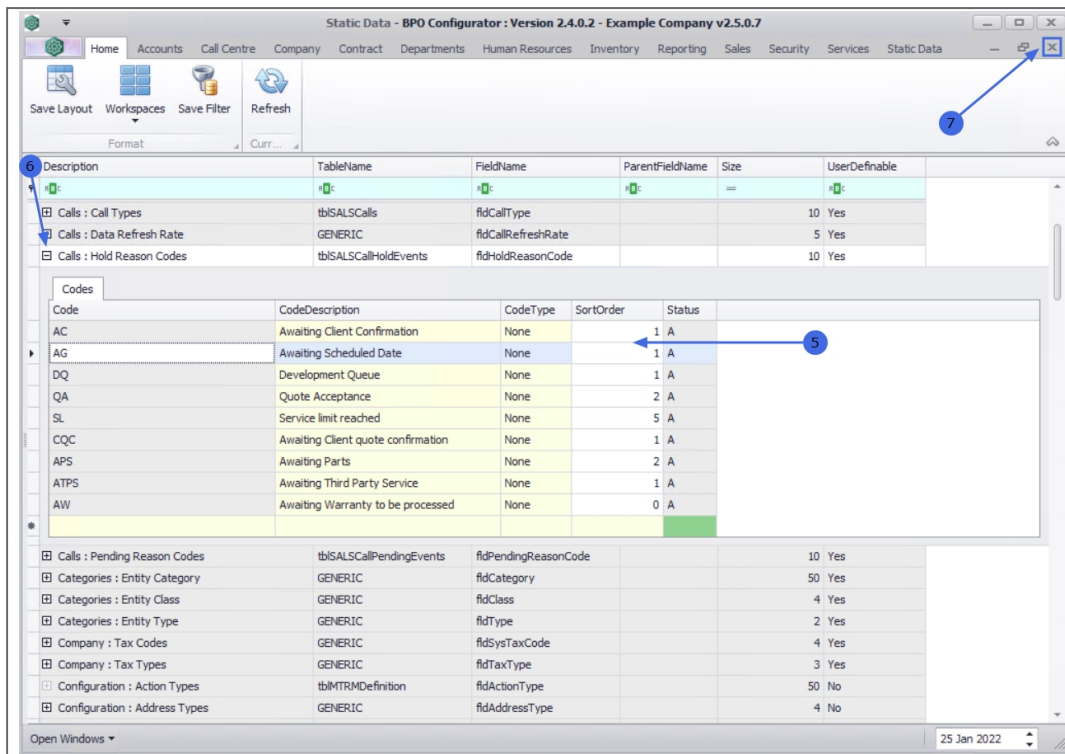 Static Data - BPO Configurator : Version 2.4.0.2 - Example Company v2.5.0.7
Home Accounts Call Centre Company Contract Departments Human Resources Inventory Reporting Sales Security Services Static Data
Save Layout Workspaces Save Filter Refresh
7
Format Curr...
6 Description TableName FieldName ParentFieldName Size UserDefinable
=
Calls : Call Types tblSALSCalls fldCallType 10 Yes
Calls : Data Refresh Rate GENERIC fldCallRefreshRate 5 Yes
Calls : Hold Reason Codes tblSALSCallHoldEvents fldHoldReasonCode 10 Yes
Codes
Code CodeDescription CodeType SortOrder Status
AC Awaiting Client Confirmation None 1 A
5
AG Awaiting Scheduled Date None 1 A
DQ Development Queue None 1 A
QA Quote Acceptance None 2 A
SL Service limit reached None 5 A
CQC Awaiting Client quote confirmation None 1 A
APS Awaiting Parts None 2 A
ATPS Awaiting Third Party Service None 1 A
AW Awaiting Warranty to be processed None 0 A
Calls : Pending Reason Codes tblSALSCallPendingEvents fldPendingReasonCode 10 Yes
Categories : Entity Category GENERIC fldCategory 50 Yes
Categories : Entity Class GENERIC fldClass 4 Yes
Categories : Entity Type GENERIC fldType 2 Yes
Company : Tax Codes GENERIC fldSysTaxCode 4 Yes
Company : Tax Types GENERIC fldTaxType 3 Yes
Configuration : Action Types tblMTRMDefinition fldActionType 50 No
Configuration : Address Types GENERIC fldAddressType 4 No
Open Windows 25 Jan 2022